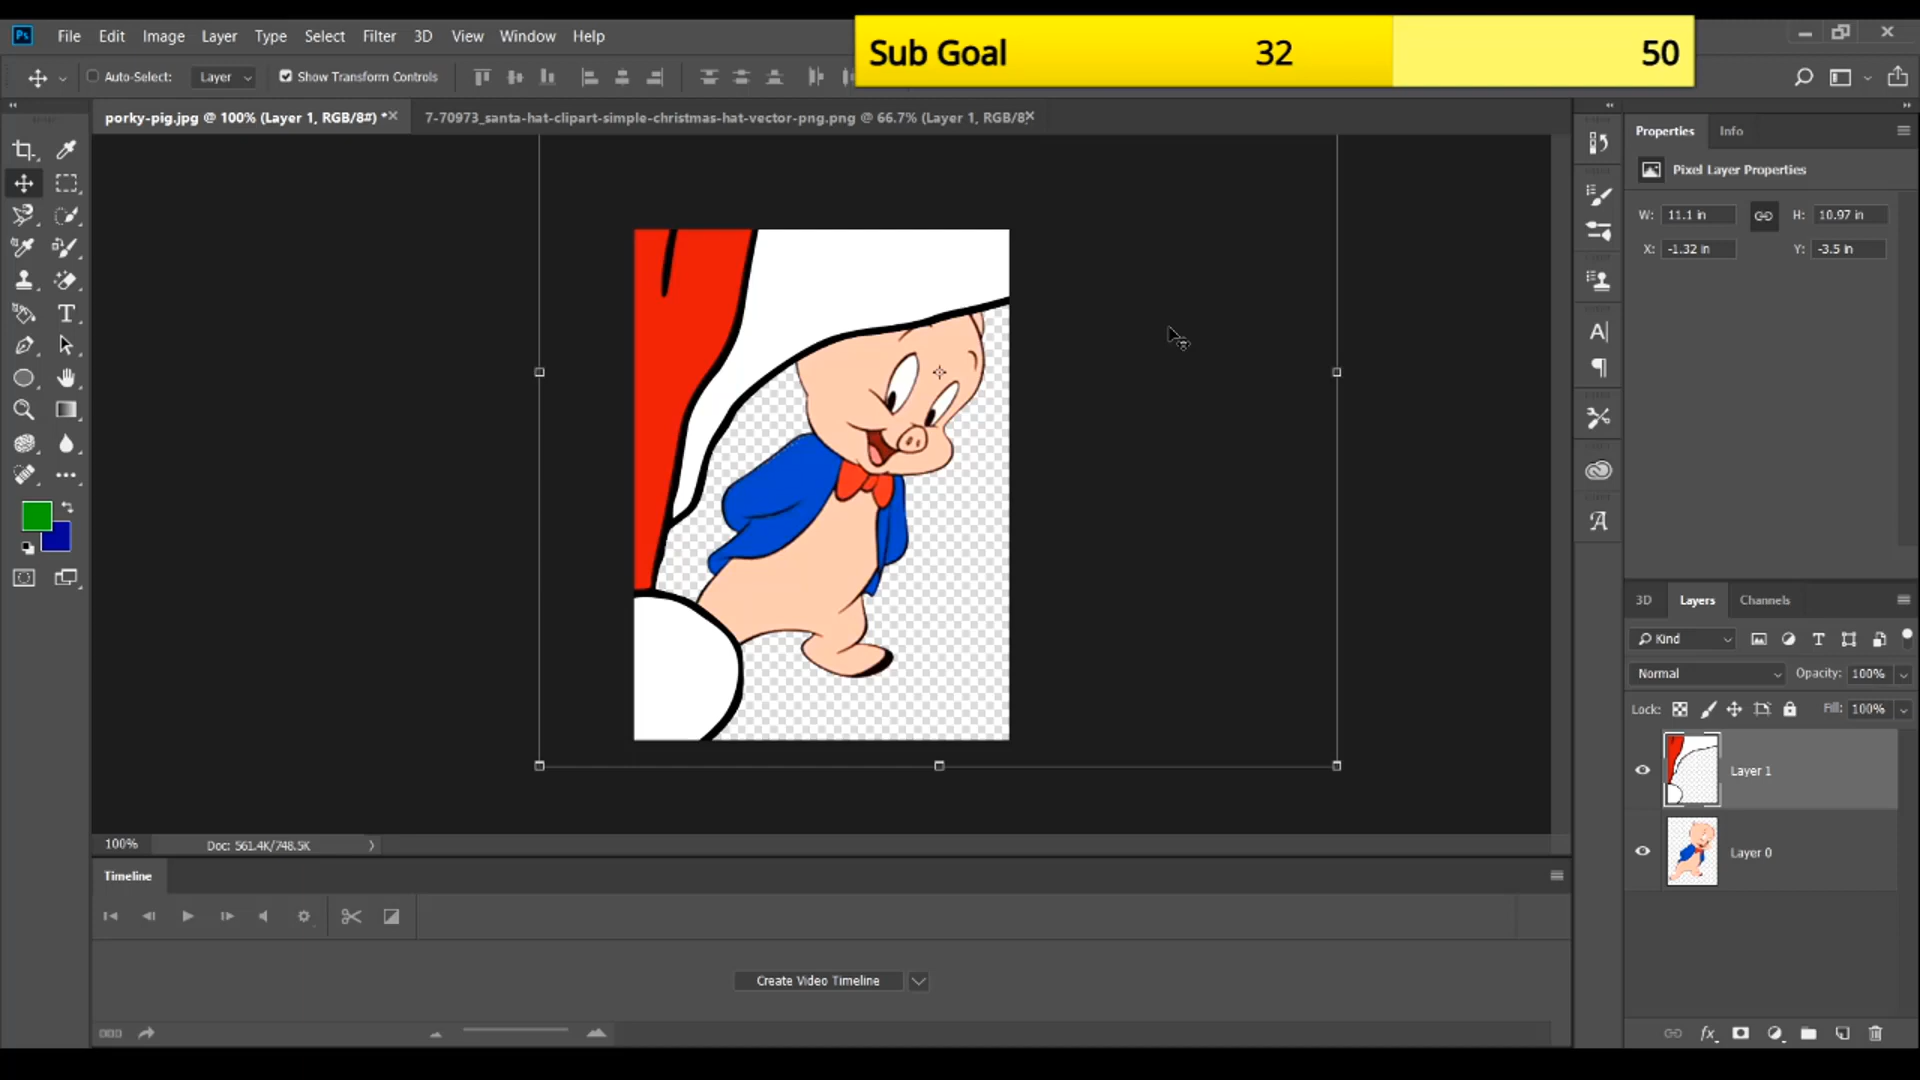 Ps File Edit Image Layer Type Select Filter 3D View Window Help
Sub Goal 32 50
Auto-Select: Layer Show Transform Controls
porky-pig.jpg @ 100% (Layer 1, RGB/8#) *
7-70973_santa-hat-clipart-simple-christmas-hat-vector-png.png @ 66.7% (Layer 1, RGB/8
Properties Info
Pixel Layer Properties
W: 11.1 in H: 10.97 in
X: -1.32 in Y: -3.5 in
3D Layers Channels
Kind
Normal Opacity: 100%
Lock: Fill: 100%
Layer 1
Layer 0
100% Doc: 561.4K/748.5K
Timeline
Create Video Timeline